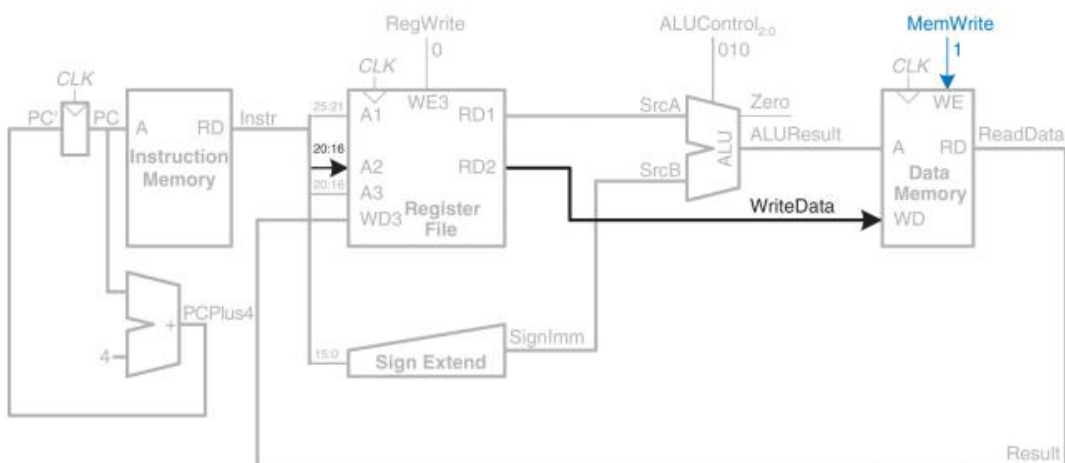 RegWrite
0
ALUControl2:0
010
MemWrite
1
CLK
CLK
CLK
PC'
PC
A
RD
Instruction
Memory
Instr
25:21
20:16
20:16
15:0
A1
A2
A3
WD3
WE3
RD1
RD2
Register
File
SrcA
SrcB
ALU
Zero
ALUResult
WriteData
WE
A
RD
Data
Memory
WD
ReadData
4
+
PCPlus4
Sign Extend
SignImm
Result